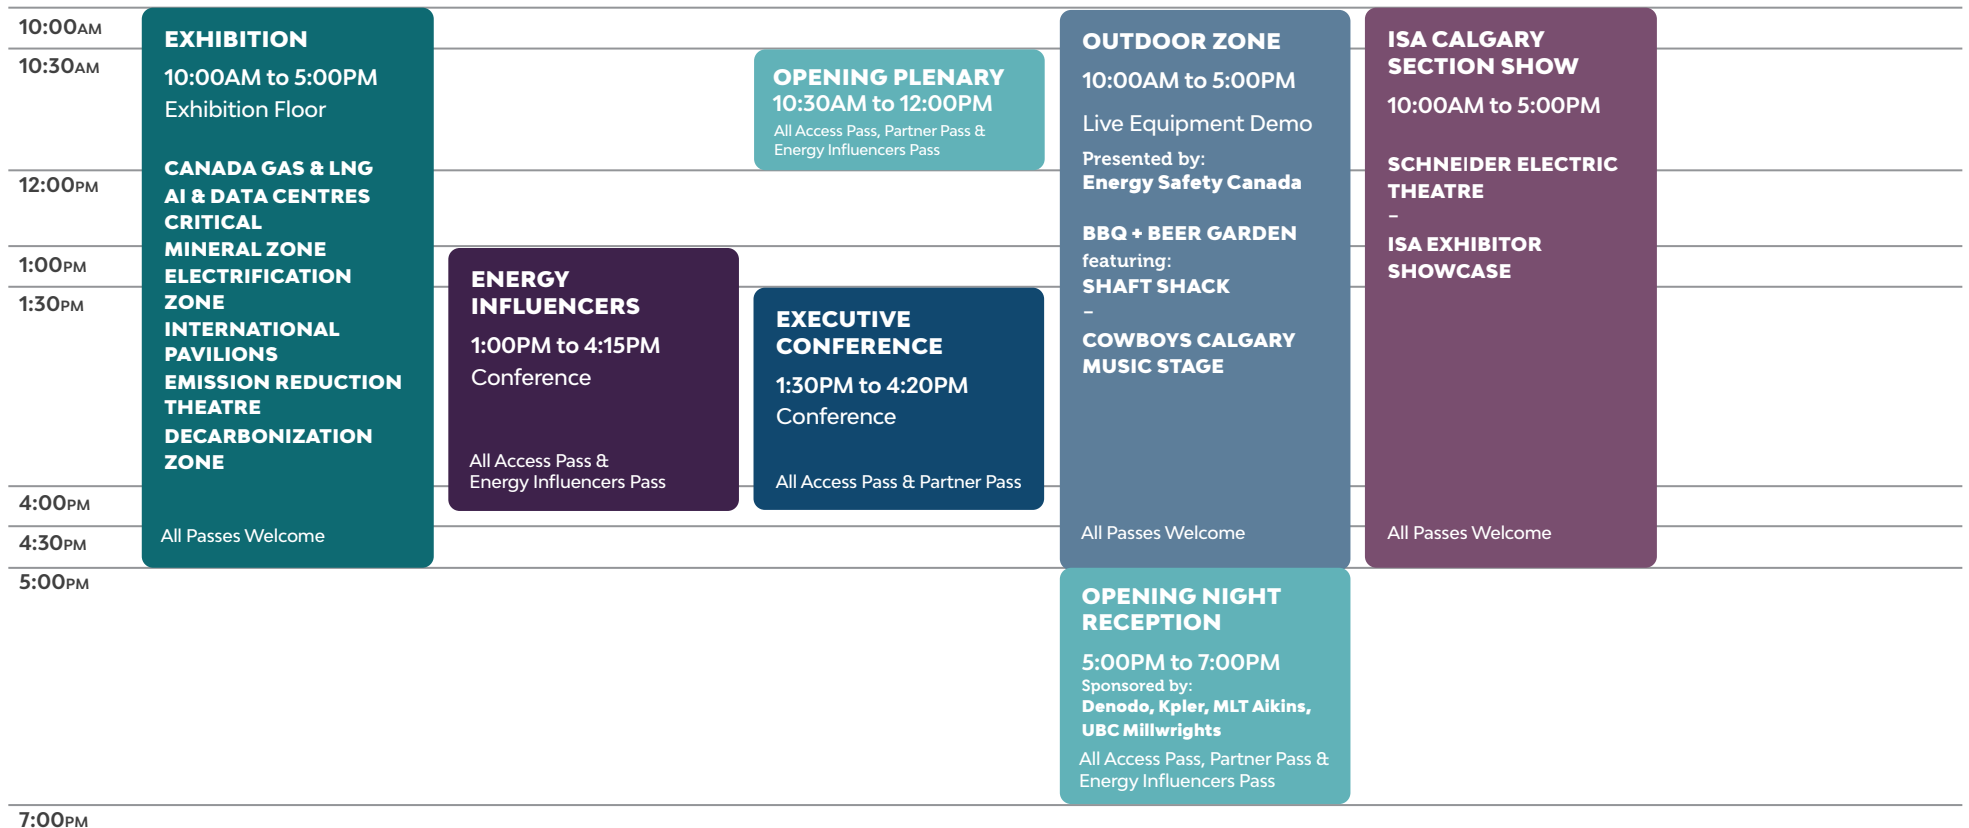 10:00AM
10:30AM
12:00PM
1:00PM
1:30PM
4:00PM
4:30PM
5:00PM
7:00PM
EXHIBITION
10:00AM to 5:00PM
Exhibition Floor
CANADA GAS & LNG
AI & DATA CENTRES
CRITICAL
MINERAL ZONE
ELECTRIFICATION
ZONE
INTERNATIONAL
PAVILIONS
EMISSION REDUCTION
THEATRE
DECARBONIZATION
ZONE
All Passes Welcome
ENERGY
INFLUENCERS
1:00PM to 4:15PM
Conference
All Access Pass &
Energy Influencers Pass
OPENING PLENARY
10:30AM to 12:00PM
All Access Pass, Partner Pass &
Energy Influencers Pass
EXECUTIVE
CONFERENCE
1:30PM to 4:20PM
Conference
All Access Pass & Partner Pass
OUTDOOR ZONE
10:00AM to 5:00PM
Live Equipment Demo
Presented by:
Energy Safety Canada
BBQ + BEER GARDEN
featuring:
SHAFT SHACK
–
COWBOYS CALGARY
MUSIC STAGE
All Passes Welcome
OPENING NIGHT
RECEPTION
5:00PM to 7:00PM
Sponsored by:
Denodo, Kpler, MLT Aikins,
UBC Millwrights
All Access Pass, Partner Pass &
Energy Influencers Pass
ISA CALGARY
SECTION SHOW
10:00AM to 5:00PM
SCHNEIDER ELECTRIC
THEATRE
–
ISA EXHIBITOR
SHOWCASE
All Passes Welcome